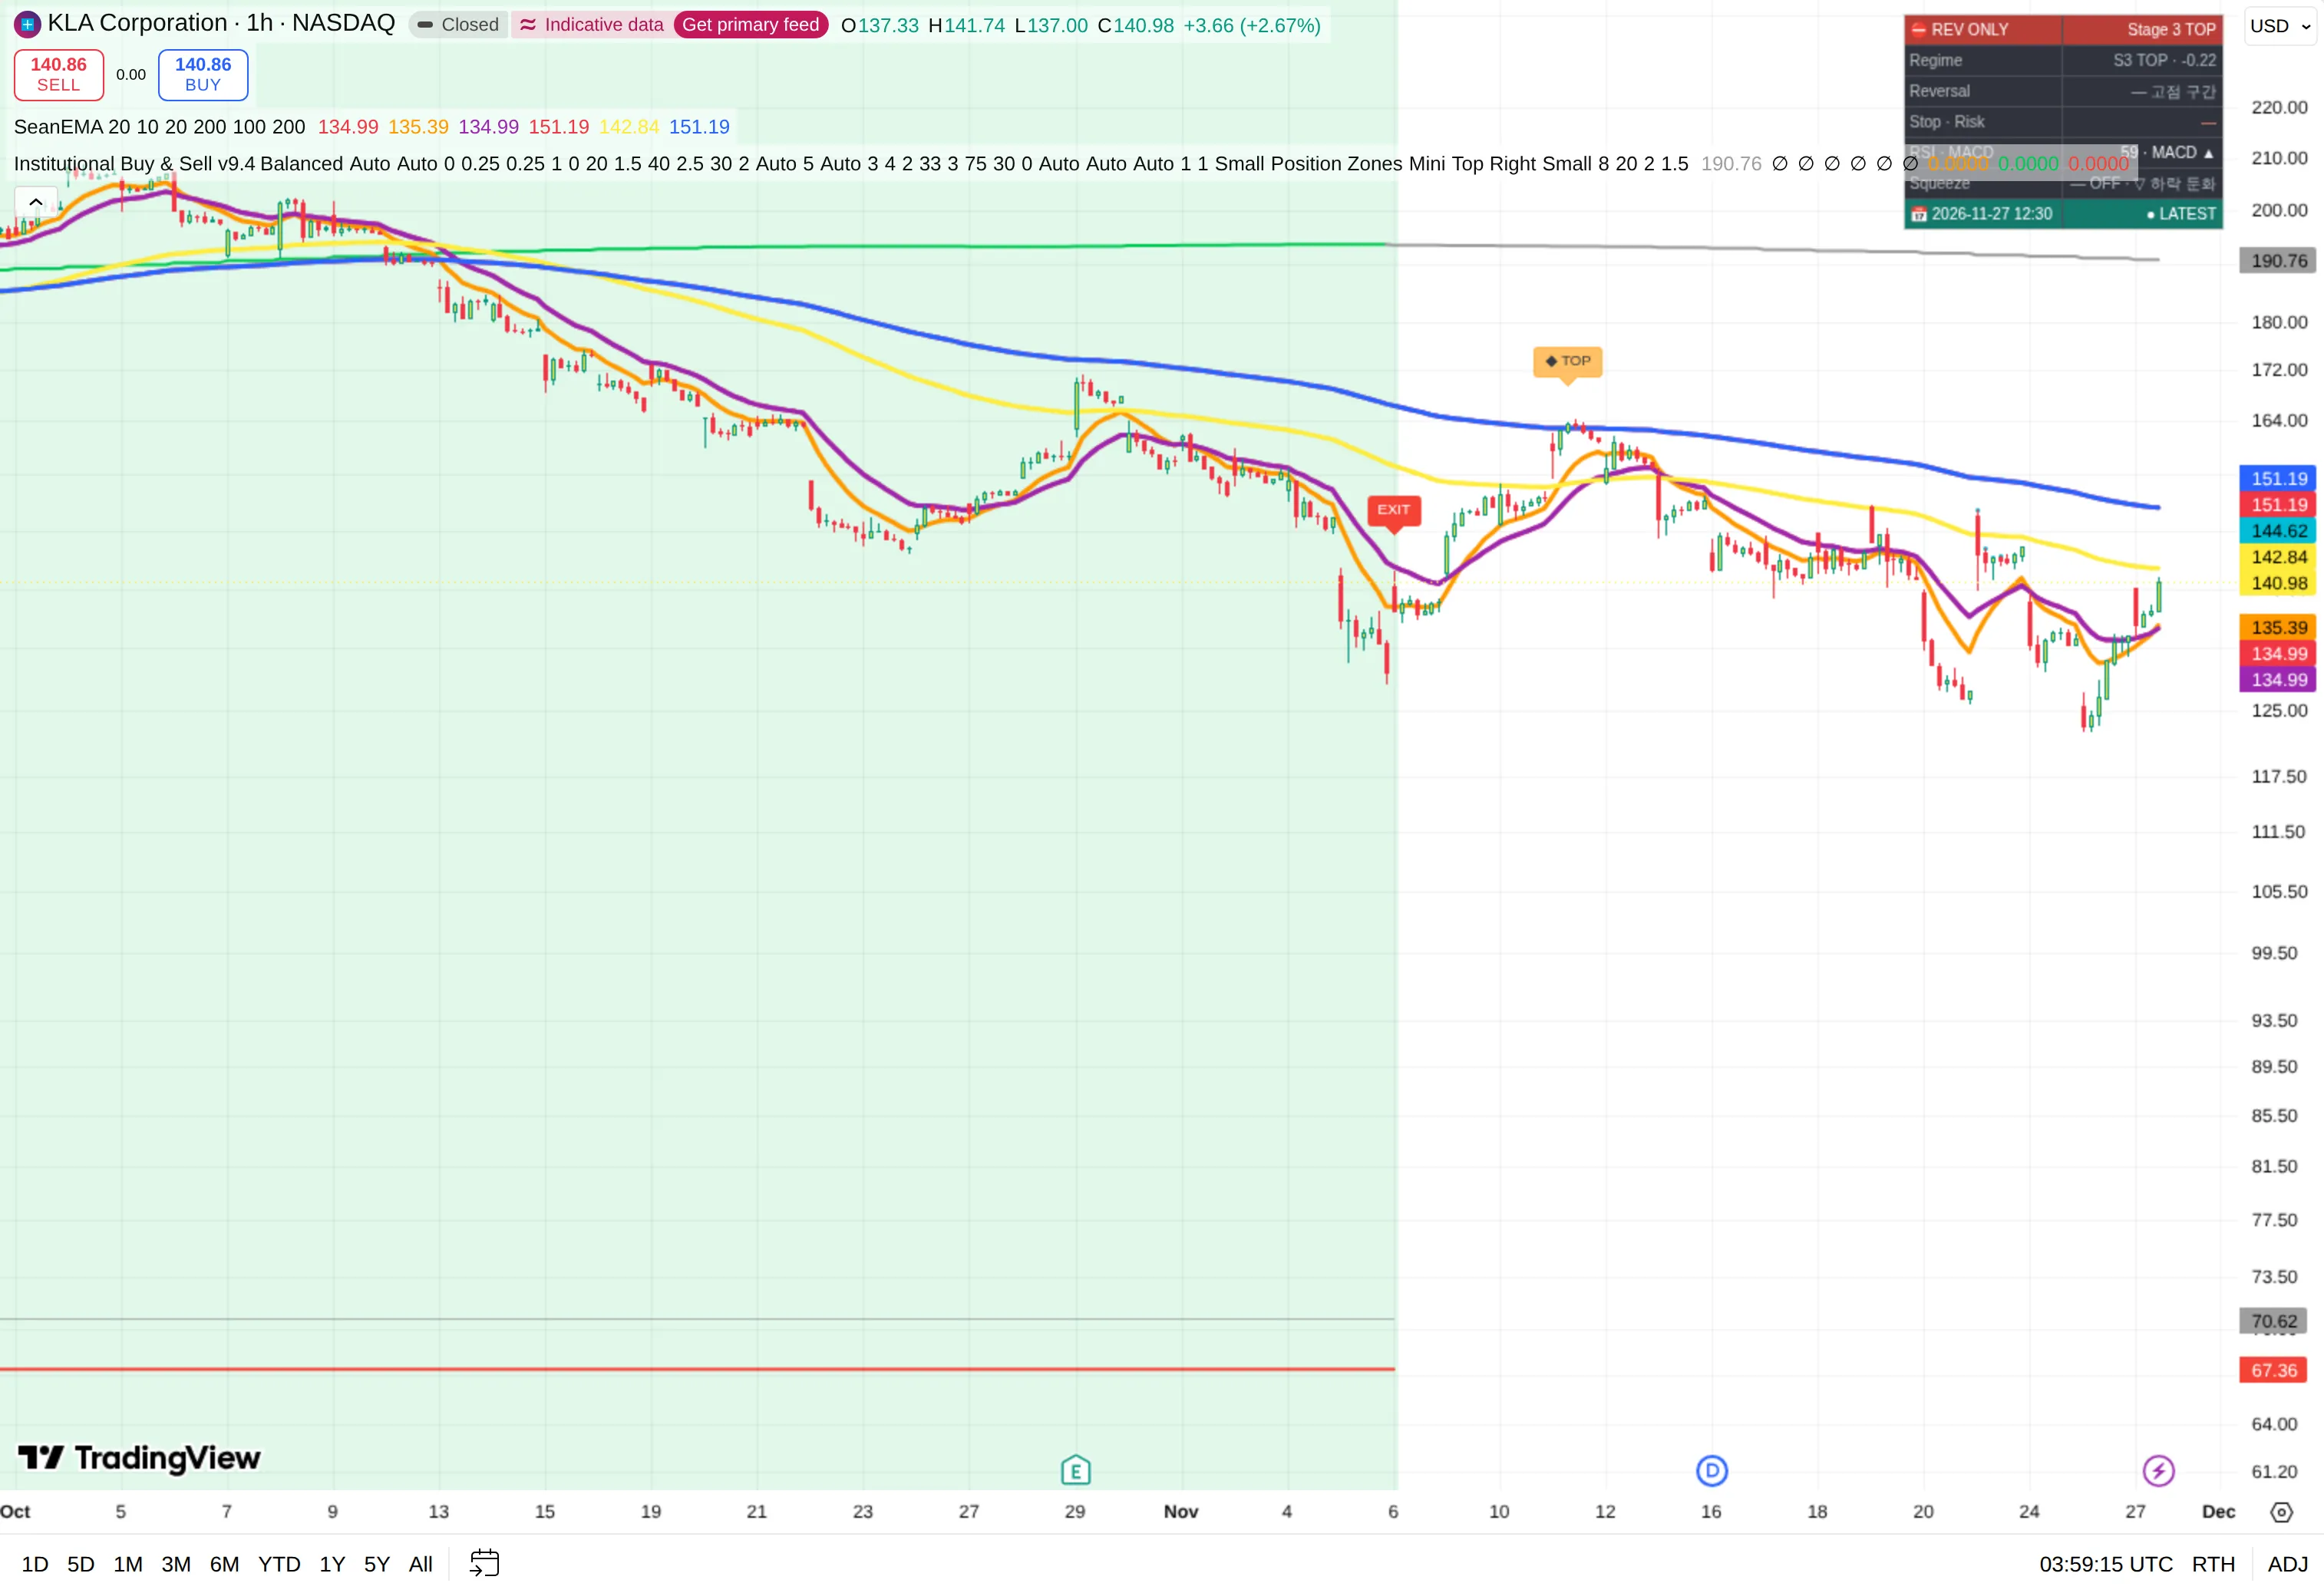 KLA Corporation · 1h · NASDAQ Closed Indicative data Get primary feed O137.33 H141.74 L137.00 C140.98 +3.66 (+2.67%)
140.86
SELL
0.00
140.86
BUY
SeanEMA 20 10 20 200 100 200 134.99 135.39 134.99 151.19 142.84 151.19
Institutional Buy & Sell v9.4 Balanced Auto Auto 0 0.25 0.25 1 0 20 1.5 40 2.5 30 2 Auto 5 Auto 3 4 2 33 3 75 30 0 Auto Auto Auto 1 1 Small Position Zones Mini Top Right Small 8 20 2 1.5 190.76 ∅ ∅ ∅ ∅ ∅ ∅ 0.0000 0.0000 0.0000
⛔ REV ONLY Stage 3 TOP
Regime S3 TOP · -0.22
Reversal — 고점 구간
Stop · Risk —
RSI · MACD 59 · MACD ▲
Squeeze — OFF · ▽ 하락 둔화
📅 2026-11-27 12:30 ● LATEST
USD
220.00
210.00
200.00
190.76
180.00
172.00
164.00
151.19
151.19
144.62
142.84
140.98
135.39
134.99
134.99
125.00
117.50
111.50
105.50
99.50
93.50
89.50
85.50
81.50
77.50
73.50
70.62
67.36
64.00
61.20
◆ TOP
EXIT
TradingView
E
D
Oct 5 7 9 13 15 19 21 23 27 29 Nov 4 6 10 12 16 18 20 24 27 Dec
1D 5D 1M 3M 6M YTD 1Y 5Y All
03:59:15 UTC RTH ADJ